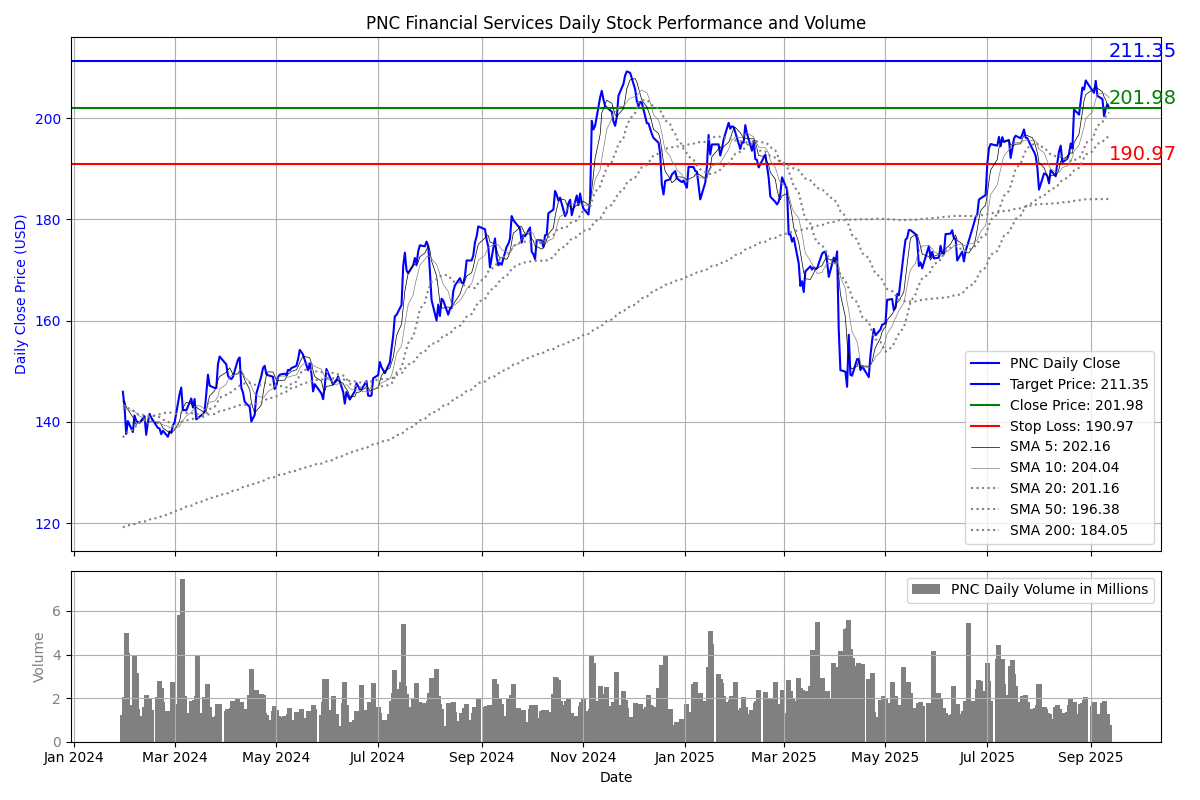 PNC Financial Services Daily Stock Performance and Volume
211.35
201.98
190.97
Daily Close Price (USD)
200
180
160
140
120
PNC Daily Close
Target Price: 211.35
Close Price: 201.98
Stop Loss: 190.97
SMA 5: 202.16
SMA 10: 204.04
SMA 20: 201.16
SMA 50: 196.38
SMA 200: 184.05
PNC Daily Volume in Millions
Volume
6
4
2
0
Jan 2024 Mar 2024 May 2024 Jul 2024 Sep 2024 Nov 2024 Jan 2025 Mar 2025 May 2025 Jul 2025 Sep 2025
Date